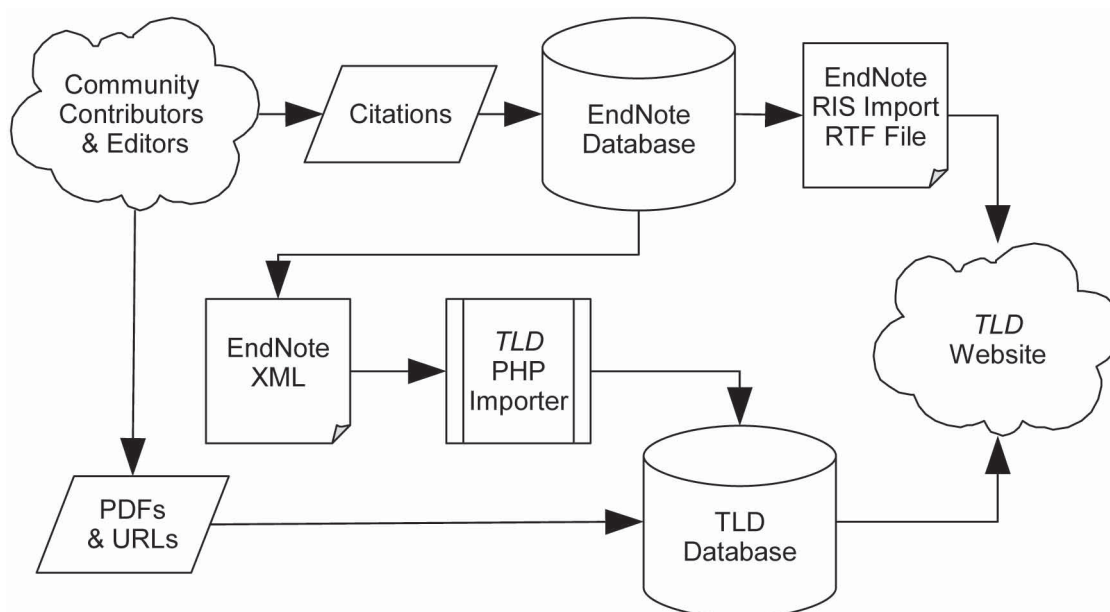 Community
Contributors
& Editors
Citations
EndNote
Database
EndNote
RIS Import
RTF File
EndNote
XML
TLD
PHP
Importer
TLD
Website
PDFs
& URLs
TLD
Database